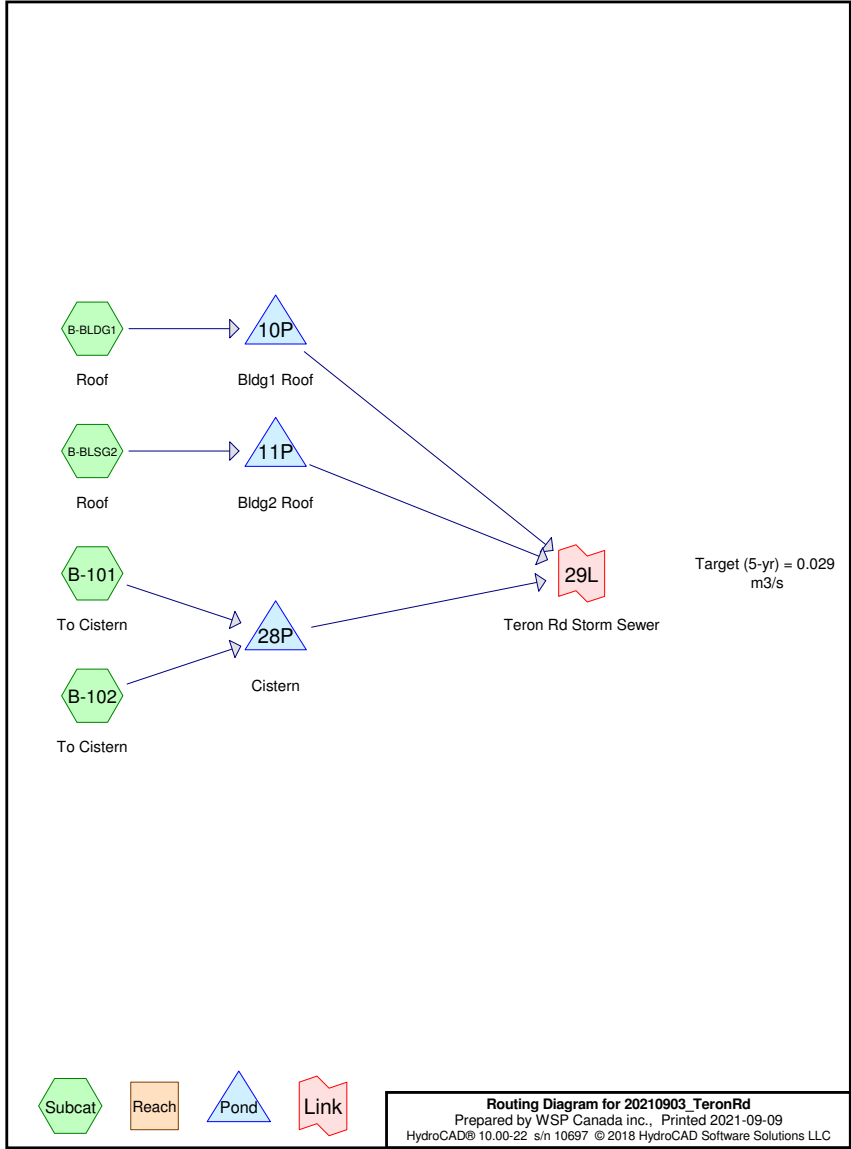 B-BLDG1
10P
Roof
Bldg1 Roof
B-BLSG2
11P
Roof
Bldg2 Roof
B-101
29L
Target (5-yr) = 0.029
m3/s
To Cistern
28P
Teron Rd Storm Sewer
B-102
Cistern
To Cistern
Subcat
Reach
Pond
Link
Routing Diagram for 20210903_TeronRd
Prepared by WSP Canada inc., Printed 2021-09-09
HydroCAD® 10.00-22 s/n 10697 © 2018 HydroCAD Software Solutions LLC